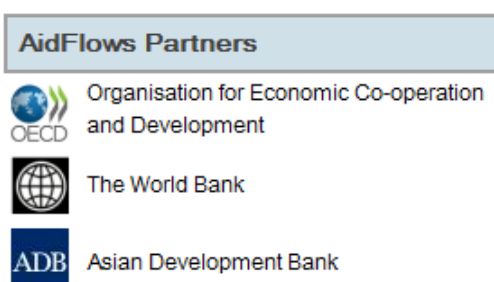 AidFlows Partners
Organisation for Economic Co-operation
and Development
OECD
The World Bank
ADB
Asian Development Bank